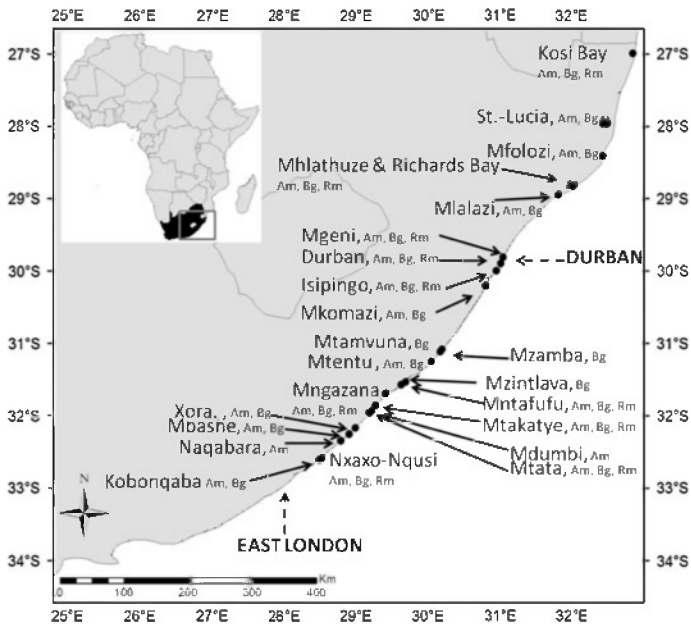 25°E 26°E 27°E 28°E 29°E 30°E 31°E 32°E
27°S 27°S
Kosi Bay
Am, Bg, Rm
28°S 28°S
St.-Lucia, Am, Bg
Mfolozi, Am, Bg
Mhlathuze & Richards Bay
Am, Bg, Rm
29°S 29°S
Mlalazi, Am, Bg
Mgeni, Am, Bg, Rm
Durban, Am, Bg, Rm
DURBAN
30°S 30°S
Isipingo, Am, Bg, Rm
Mkomazi, Am, Bg
31°S 31°S
Mtamvuna, Bg
Mzamba, Bg
Mtentu, Am, Bg
Mzintlava, Bg
Mngazana
Am, Bg, Rm
Mntafufu, Am, Bg, Rm
32°S 32°S
Xora., Am, Bg
Mtakatye, Am, Bg, Rm
Mbashe, Am, Bg
Nqabara, Am
Mdumbi, Am
Mtata, Am, Bg, Rm
Nxaxo-Nqusi
Am, Bg, Rm
Kobonqaba Am, Bg
33°S 33°S
N
EAST LONDON
34°S 34°S
Km
0 100 200 300 400
25°E 26°E 27°E 28°E 29°E 30°E 31°E 32°E